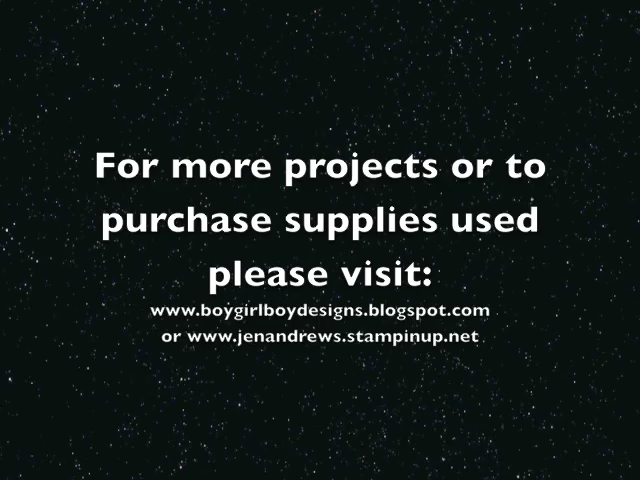 For more projects or to
purchase supplies used
please visit:
www.boygirlboydesigns.blogspot.com
or www.jenandrews.stampinup.net